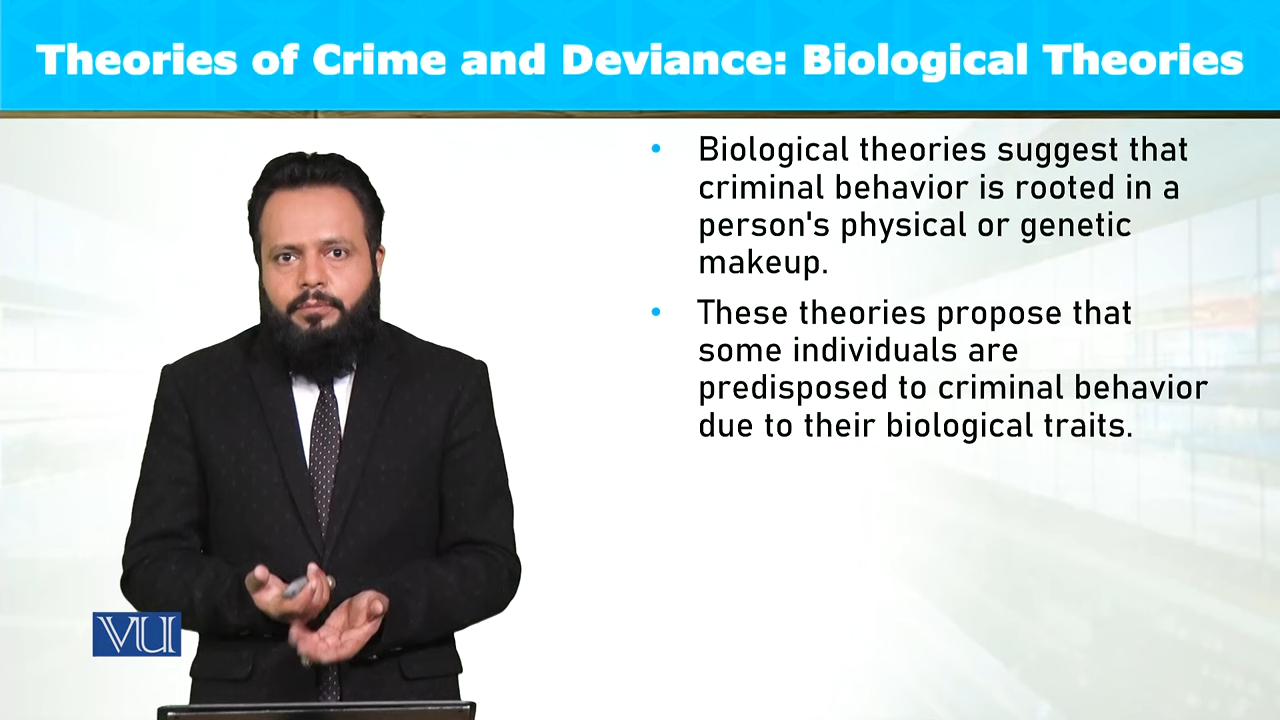 Theories of Crime and Deviance: Biological Theories
• Biological theories suggest that
criminal behavior is rooted in a
person's physical or genetic
makeup.
• These theories propose that
some individuals are
predisposed to criminal behavior
due to their biological traits.
VU